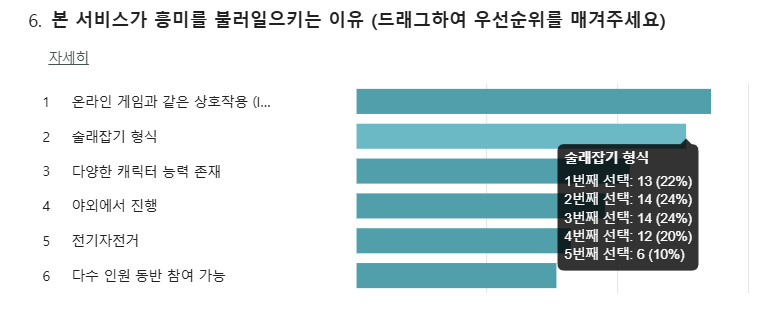 6. 본 서비스가 흥미를 불러일으키는 이유 (드래그하여 우선순위를 매겨주세요)
자세히
1 온라인 게임과 같은 상호작용 (I...
2 술래잡기 형식
3 다양한 캐릭터 능력 존재
4 야외에서 진행
5 전기자전거
6 다수 인원 동반 참여 가능
술래잡기 형식
1번째 선택: 13 (22%)
2번째 선택: 14 (24%)
3번째 선택: 14 (24%)
4번째 선택: 12 (20%)
5번째 선택: 6 (10%)